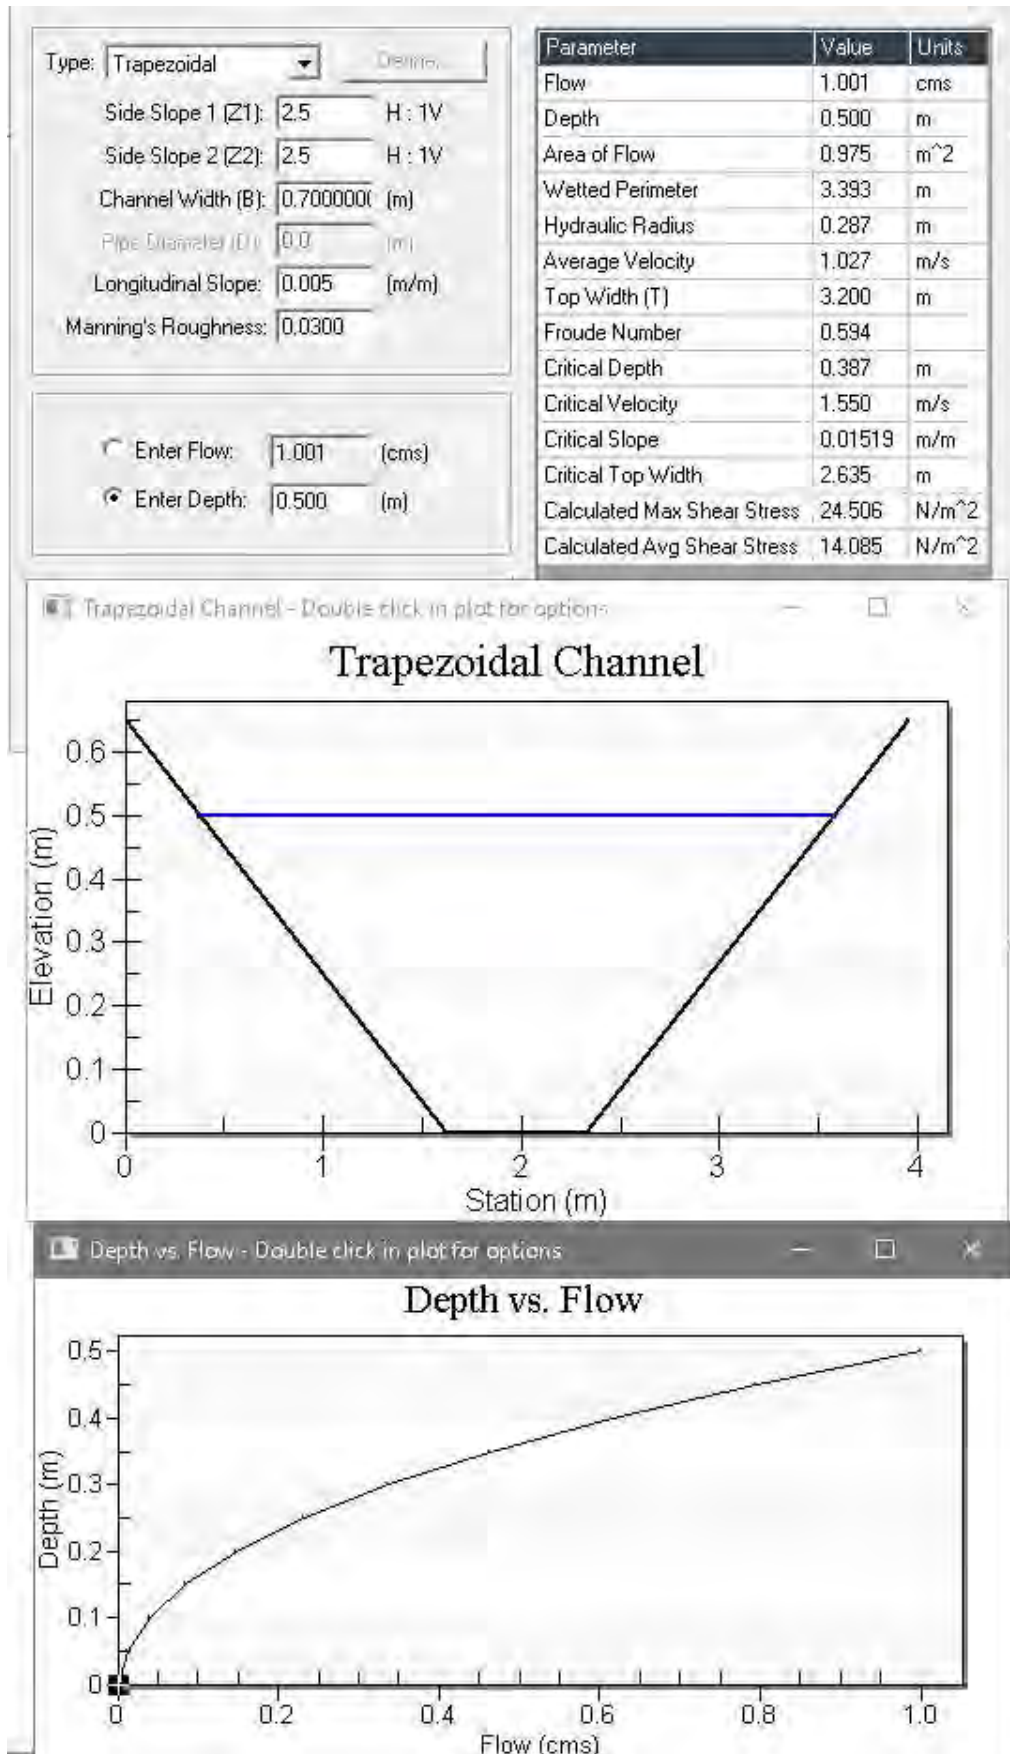 Type: Trapezoidal Define...
Side Slope 1 (Z1): 2.5 H : 1V
Side Slope 2 (Z2): 2.5 H : 1V
Channel Width (B): 0.7000000 (m)
Pipe Diameter (D): 0.0 (m)
Longitudinal Slope: 0.005 (m/m)
Manning's Roughness: 0.0300
Enter Flow: 1.001 (cms)
Enter Depth: 0.500 (m)
Parameter Value Units
Flow 1.001 cms
Depth 0.500 m
Area of Flow 0.975 m^2
Wetted Perimeter 3.393 m
Hydraulic Radius 0.287 m
Average Velocity 1.027 m/s
Top Width (T) 3.200 m
Froude Number 0.594
Critical Depth 0.387 m
Critical Velocity 1.550 m/s
Critical Slope 0.01519 m/m
Critical Top Width 2.635 m
Calculated Max Shear Stress 24.506 N/m^2
Calculated Avg Shear Stress 14.085 N/m^2
Trapezoidal Channel - Double click in plot for options
Trapezoidal Channel
Elevation (m)
0.6
0.5
0.4
0.3
0.2
0.1
0
0 1 2 3 4
Station (m)
Depth vs. Flow - Double click in plot for options
Depth vs. Flow
Depth (m)
0.5
0.4
0.3
0.2
0.1
0
0 0.2 0.4 0.6 0.8 1.0
Flow (cms)